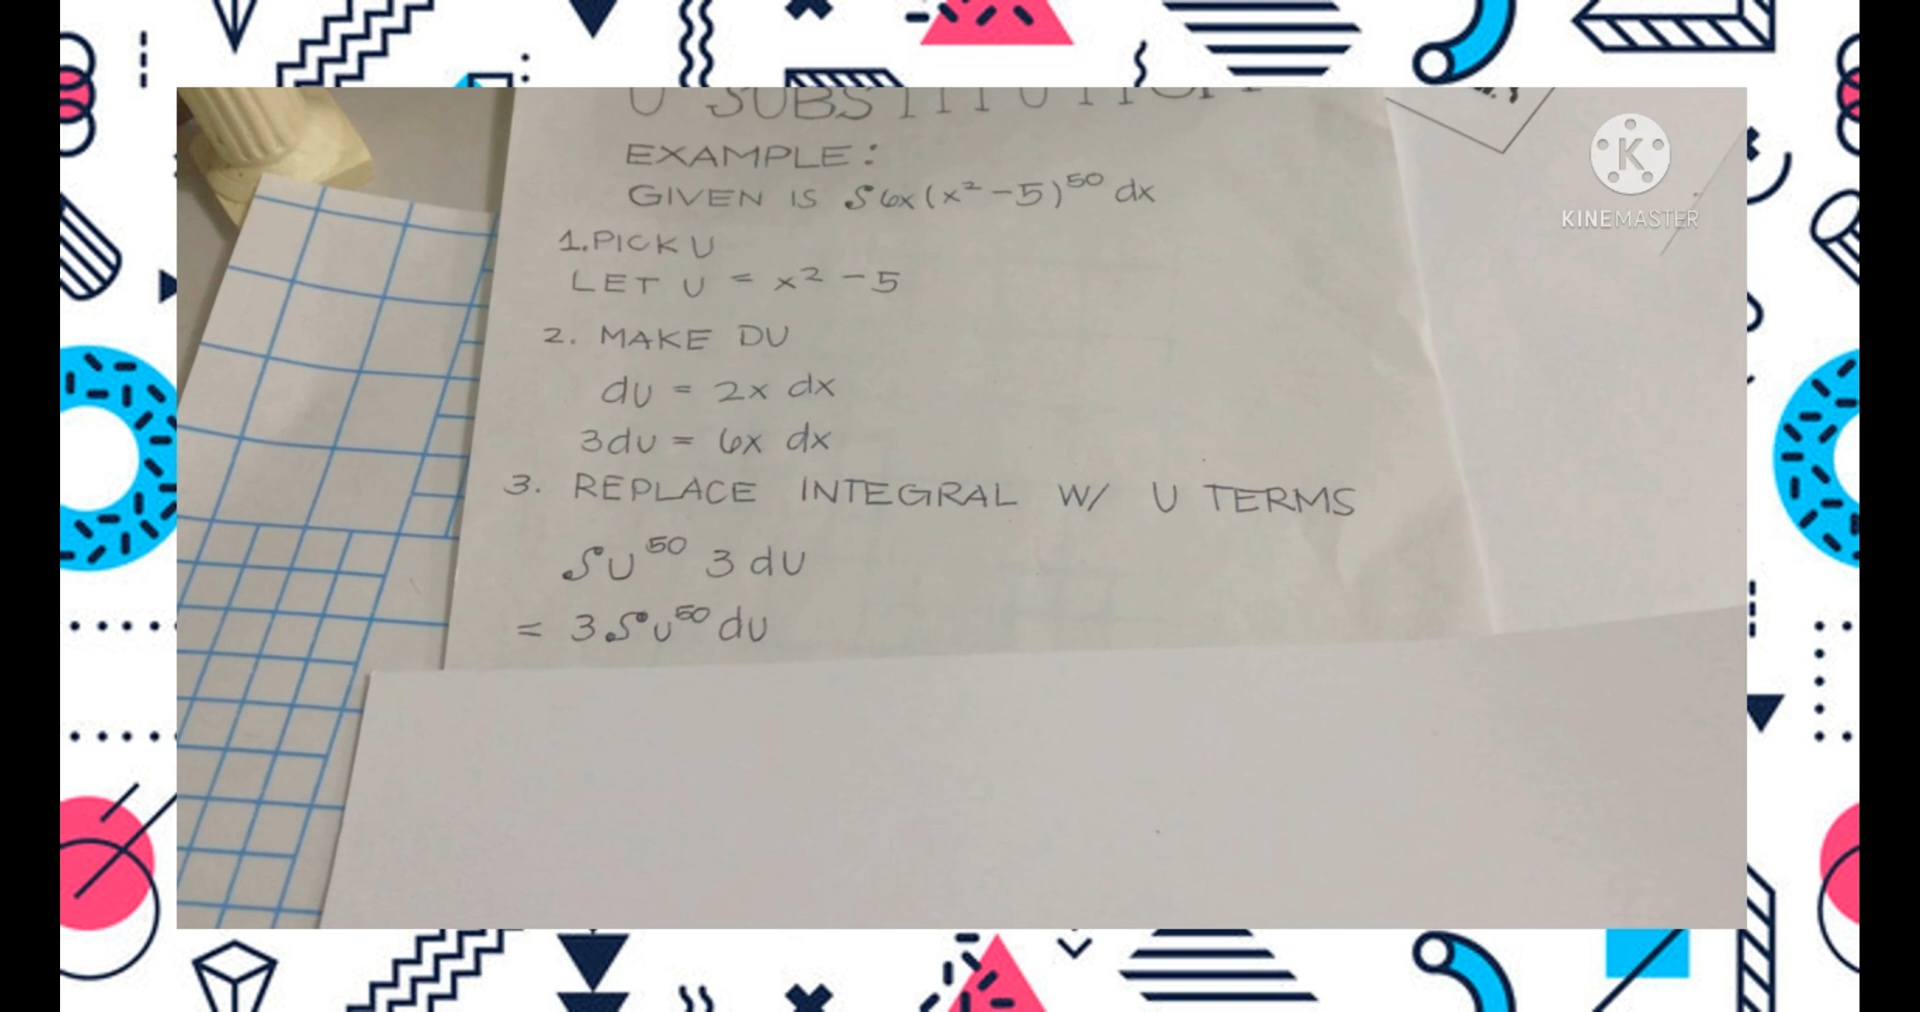 U SUBSTITUTION
EXAMPLE:
GIVEN IS ∫6x(x²-5)⁵⁰ dx
1.PICK U
LET U = x² - 5
2. MAKE DU
du = 2x dx
3du = 6x dx
3. REPLACE INTEGRAL W/ U TERMS
∫U⁵⁰ 3 du
= 3∫U⁵⁰ du
K
KINEMASTER